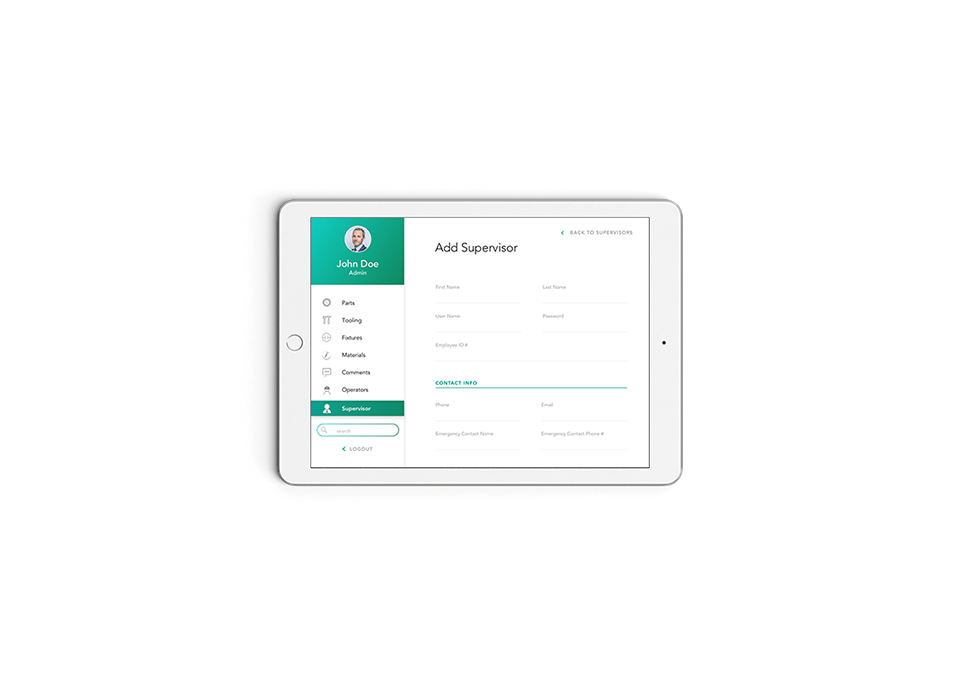 John Doe
Admin
Parts
Tooling
Fixtures
Materials
Comments
Operators
Supervisor
search
LOGOUT
BACK TO SUPERVISORS
Add Supervisor
First Name Last Name
User Name Password
Employee ID #
CONTACT INFO
Phone Email
Emergency Contact Name Emergency Contact Phone #